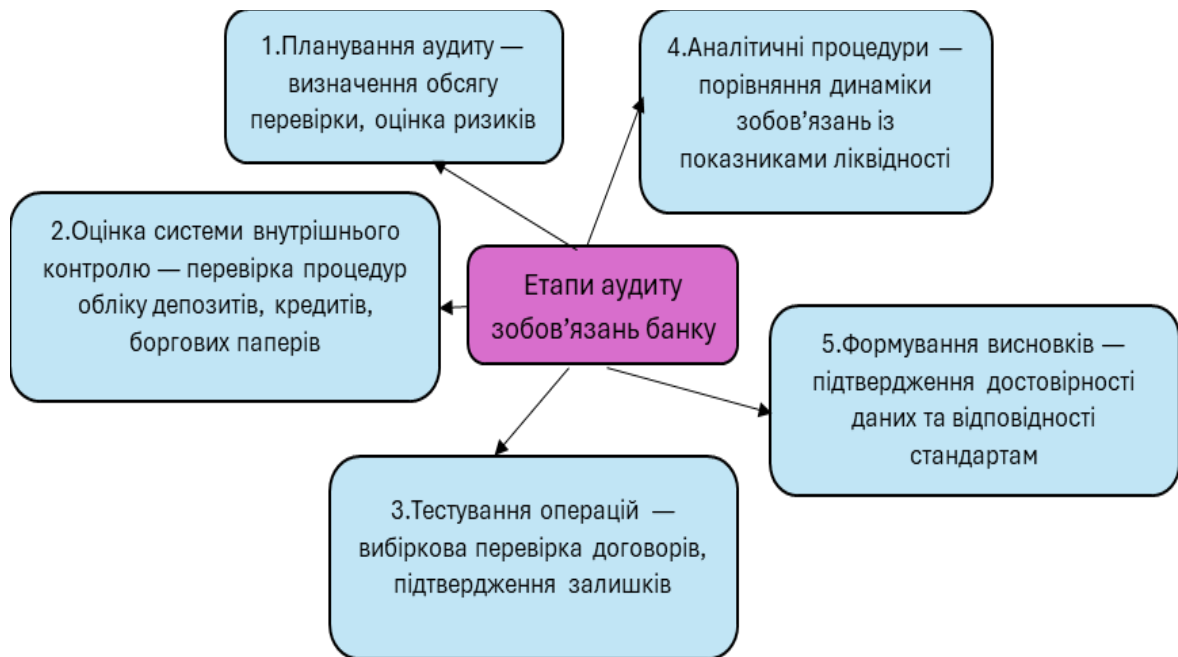 1.Планування аудиту —
визначення обсягу
перевірки, оцінка ризиків
4.Аналітичні процедури —
порівняння динаміки
зобов’язань із
показниками ліквідності
2.Оцінка системи внутрішнього
контролю — перевірка процедур
обліку депозитів, кредитів,
боргових паперів
Етапи аудиту
зобов’язань банку
5.Формування висновків —
підтвердження достовірності
даних та відповідності
стандартам
3.Тестування операцій —
вибіркова перевірка договорів,
підтвердження залишків